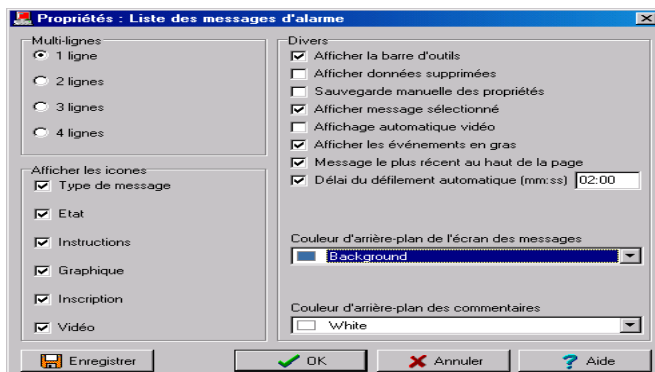 Propriétés : Liste des messages d'alarme
Multi-lignes
1 ligne
2 lignes
3 lignes
4 lignes
Afficher les icones
Type de message
Etat
Instructions
Graphique
Inscription
Vidéo
Divers
Afficher la barre d'outils
Afficher données supprimées
Sauvegarde manuelle des propriétés
Afficher message sélectionné
Affichage automatique vidéo
Afficher les événements en gras
Message le plus récent au haut de la page
Délai du défilement automatique (mm:ss) 02:00
Couleur d'arrière-plan de l'écran des messages
Background
Couleur d'arrière-plan des commentaires
White
Enregistrer
OK
Annuler
Aide